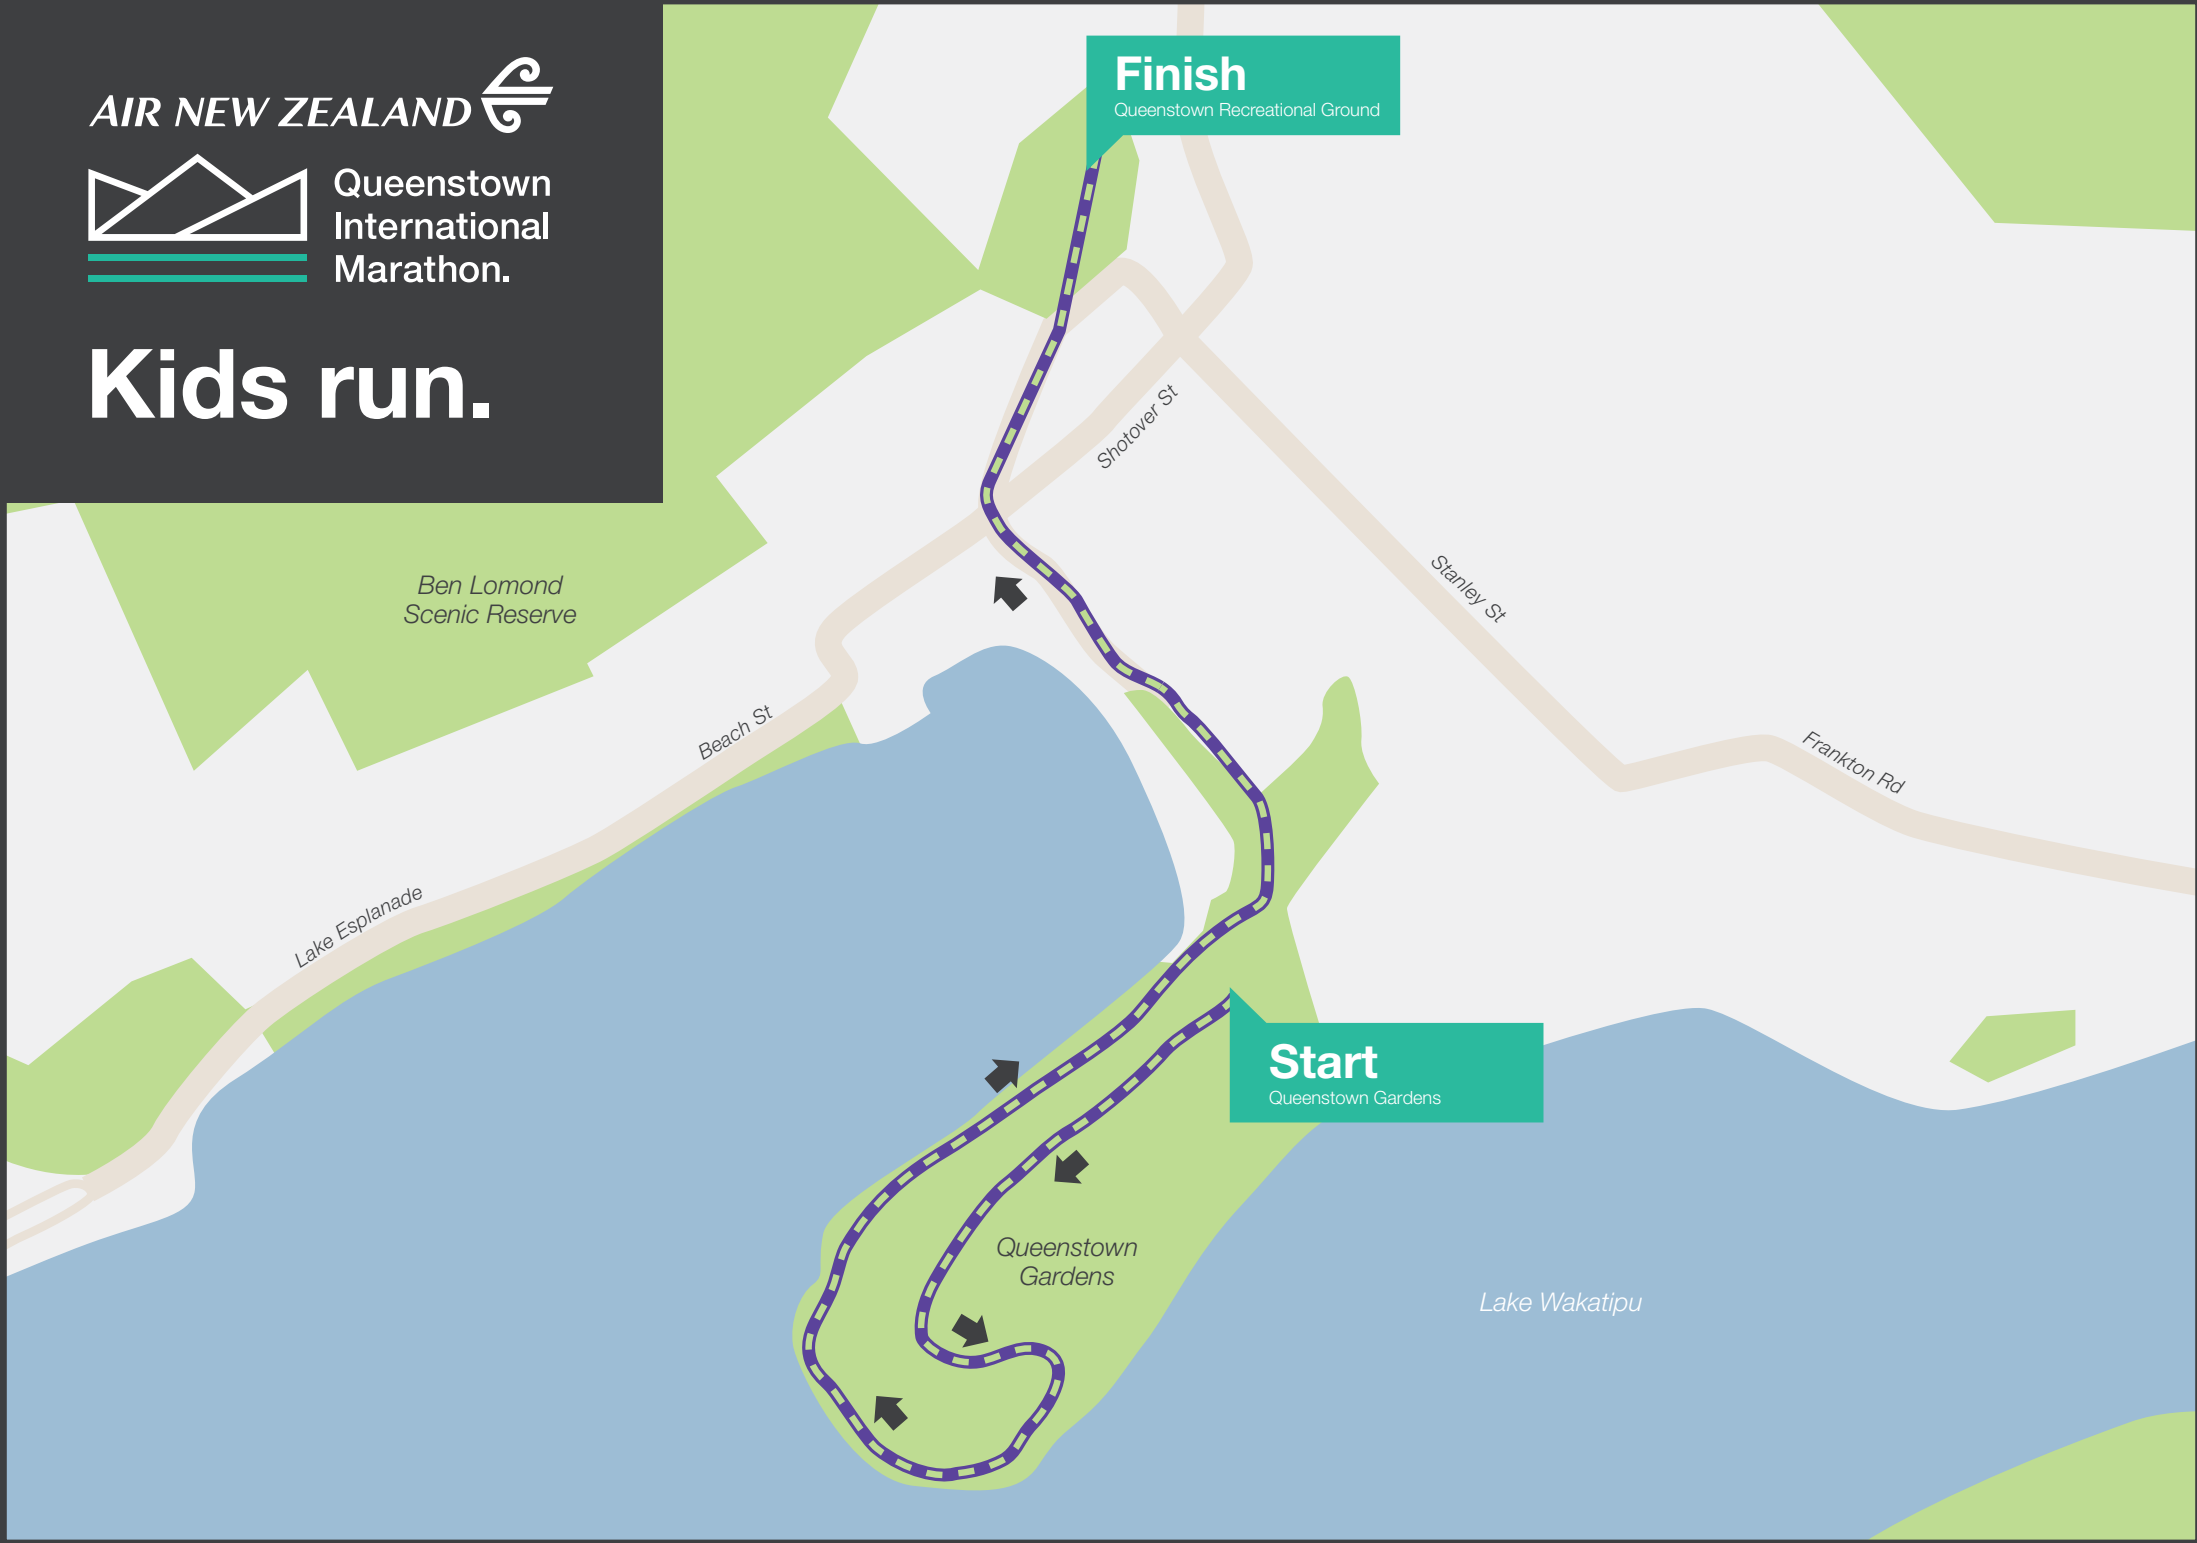 AIR NEW ZEALAND
Queenstown
International
Marathon.
Kids run.
Finish
Queenstown Recreational Ground
Shotover St
Stanley St
Ben Lomond
Scenic Reserve
Beach St
Frankton Rd
Lake Esplanade
Start
Queenstown Gardens
Queenstown
Gardens
Lake Wakatipu